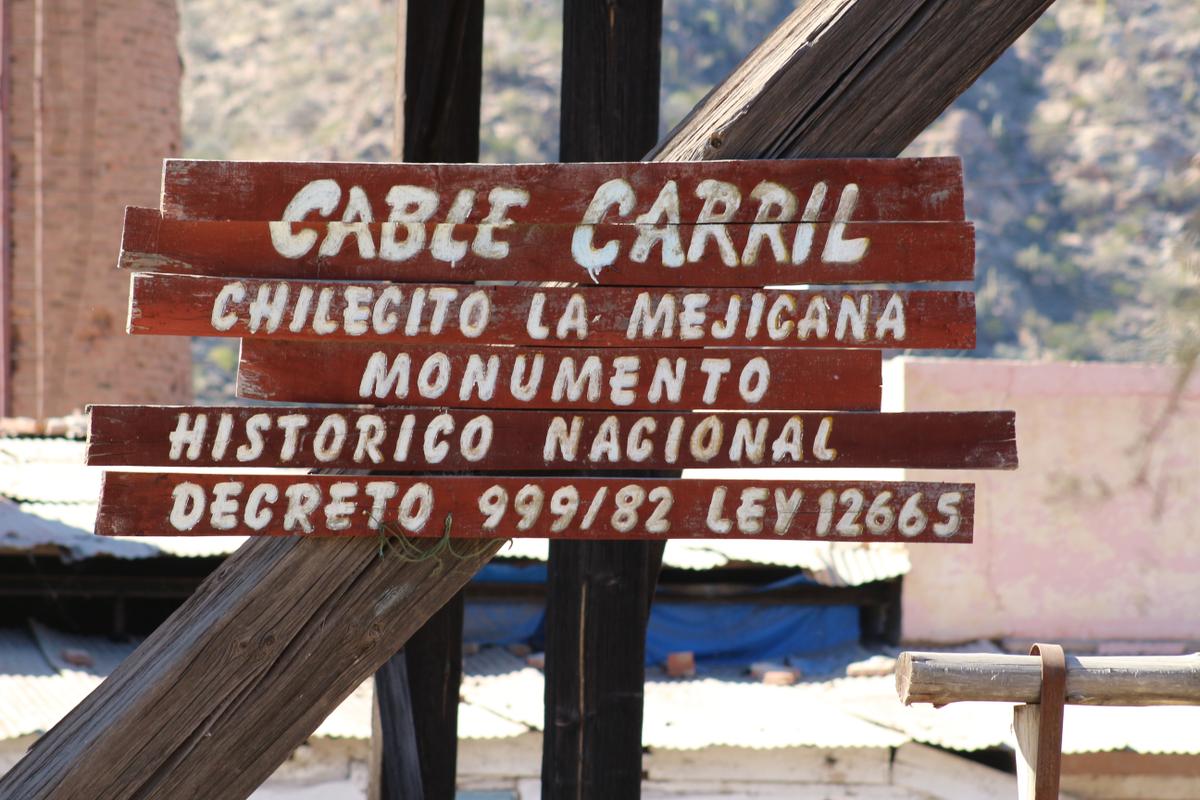 CABLE CARRIL
CHILECITO LA MEJICANA
MONUMENTO
HISTORICO NACIONAL
DECRETO 999/82 LEY 12665